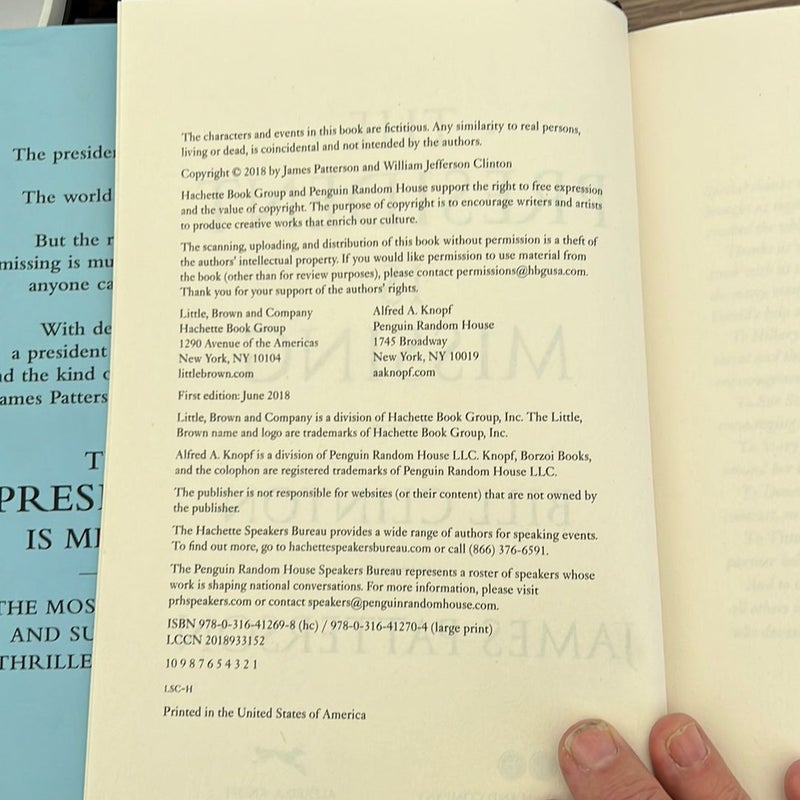 The preside
The world
But the r
missing is mu
anyone ca
With de
a president
nd the kind
ames Patters
T
PRESI
IS MI
THE MOS
AND SU
THRILLE
The characters and events in this book are fictitious. Any similarity to real persons,
living or dead, is coincidental and not intended by the authors.
Copyright © 2018 by James Patterson and William Jefferson Clinton
Hachette Book Group and Penguin Random House support the right to free expression
and the value of copyright. The purpose of copyright is to encourage writers and artists
to produce creative works that enrich our culture.
The scanning, uploading, and distribution of this book without permission is a theft of
the authors' intellectual property. If you would like permission to use material from
the book (other than for review purposes), please contact permissions@hbgusa.com.
Thank you for your support of the authors' rights.
Little, Brown and Company
Hachette Book Group
1290 Avenue of the Americas
New York, NY 10104
littlebrown.com
Alfred A. Knopf
Penguin Random House
1745 Broadway
New York, NY 10019
aaknopf.com
First edition: June 2018
Little, Brown and Company is a division of Hachette Book Group, Inc. The Little,
Brown name and logo are trademarks of Hachette Book Group, Inc.
Alfred A. Knopf is a division of Penguin Random House LLC. Knopf, Borzoi Books,
and the colophon are registered trademarks of Penguin Random House LLC.
The publisher is not responsible for websites (or their content) that are not owned by
the publisher.
The Hachette Speakers Bureau provides a wide range of authors for speaking events.
To find out more, go to hachettespeakersbureau.com or call (866) 376-6591.
The Penguin Random House Speakers Bureau represents a roster of speakers whose
work is shaping national conversations. For more information, please visit
prhspeakers.com or contact speakers@penguinrandomhouse.com.
ISBN 978-0-316-41269-8 (hc) / 978-0-316-41270-4 (large print)
LCCN 2018933152
10 9 8 7 6 5 4 3 2 1
LSC-H
Printed in the United States of America